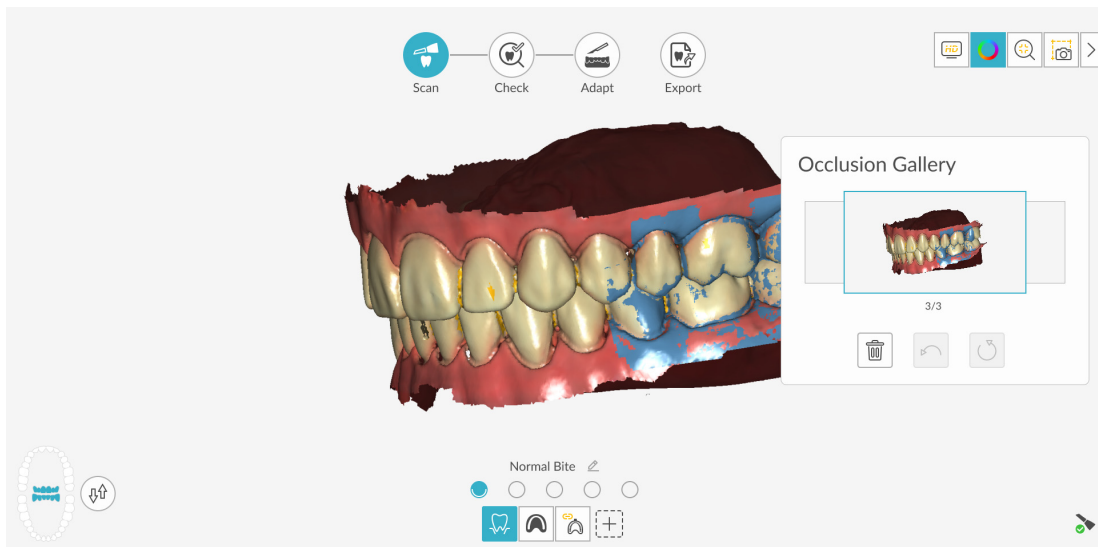 HD
Scan
Check
Adapt
Export
Occlusion Gallery
3/3
Normal Bite